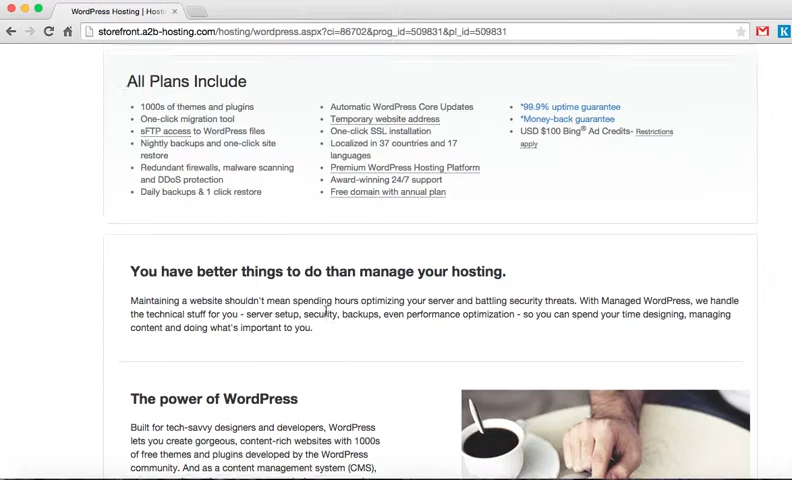 WordPress Hosting | Host
storefront.a2b-hosting.com/hosting/wordpress.aspx?ci=86702&prog_id=509831&pl_id=509831
All Plans Include
1000s of themes and plugins
One-click migration tool
sFTP access to WordPress files
Nightly backups and one-click site
restore
Redundant firewalls, malware scanning
and DDoS protection
Daily backups & 1 click restore
Automatic WordPress Core Updates
Temporary website address
One-click SSL installation
Localized in 37 countries and 17
languages
Premium WordPress Hosting Platform
Award-winning 24/7 support
Free domain with annual plan
*99.9% uptime guarantee
*Money-back guarantee
USD $100 Bing® Ad Credits- Restrictions
apply
You have better things to do than manage your hosting.
Maintaining a website shouldn't mean spending hours optimizing your server and battling security threats. With Managed WordPress, we handle
the technical stuff for you - server setup, security, backups, even performance optimization - so you can spend your time designing, managing
content and doing what's important to you.
The power of WordPress
Built for tech-savvy designers and developers, WordPress
lets you create gorgeous, content-rich websites with 1000s
of free themes and plugins developed by the WordPress
community. And as a content management system (CMS),